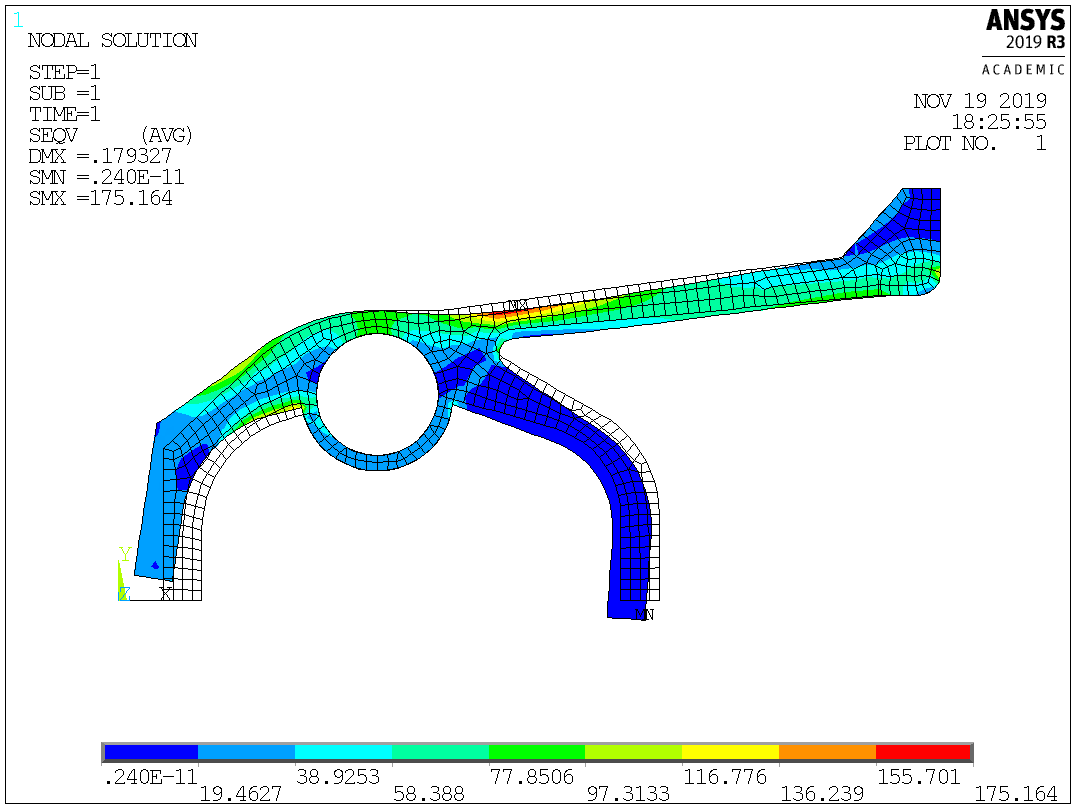 1
NODAL SOLUTION
STEP=1
SUB =1
TIME=1
SEQV (AVG)
DMX =.179327
SMN =.240E-11
SMX =175.164
ANSYS
2019 R3
ACADEMIC
NOV 19 2019
18:25:55
PLOT NO. 1
MX
Y
Z X
MN
.240E-11 38.9253 77.8506 116.776 155.701
19.4627 58.388 97.3133 136.239 175.164